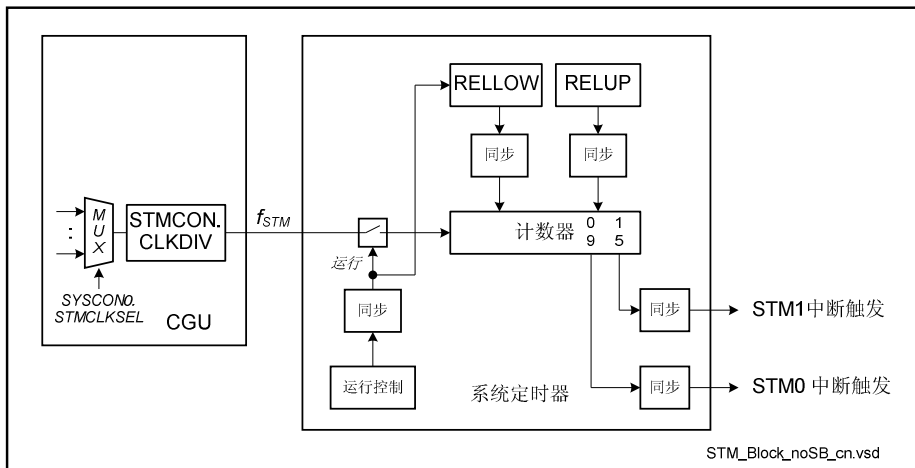 RELLOW
RELUP
同步
同步
MUX
STMCON.
CLKDIV
fSTM
计数器
0 1
9 5
运行
SYSCON0.
STMCLKSEL
CGU
同步
同步
STM1中断触发
运行控制
系统定时器
同步
STM0 中断触发
STM_Block_noSB_cn.vsd